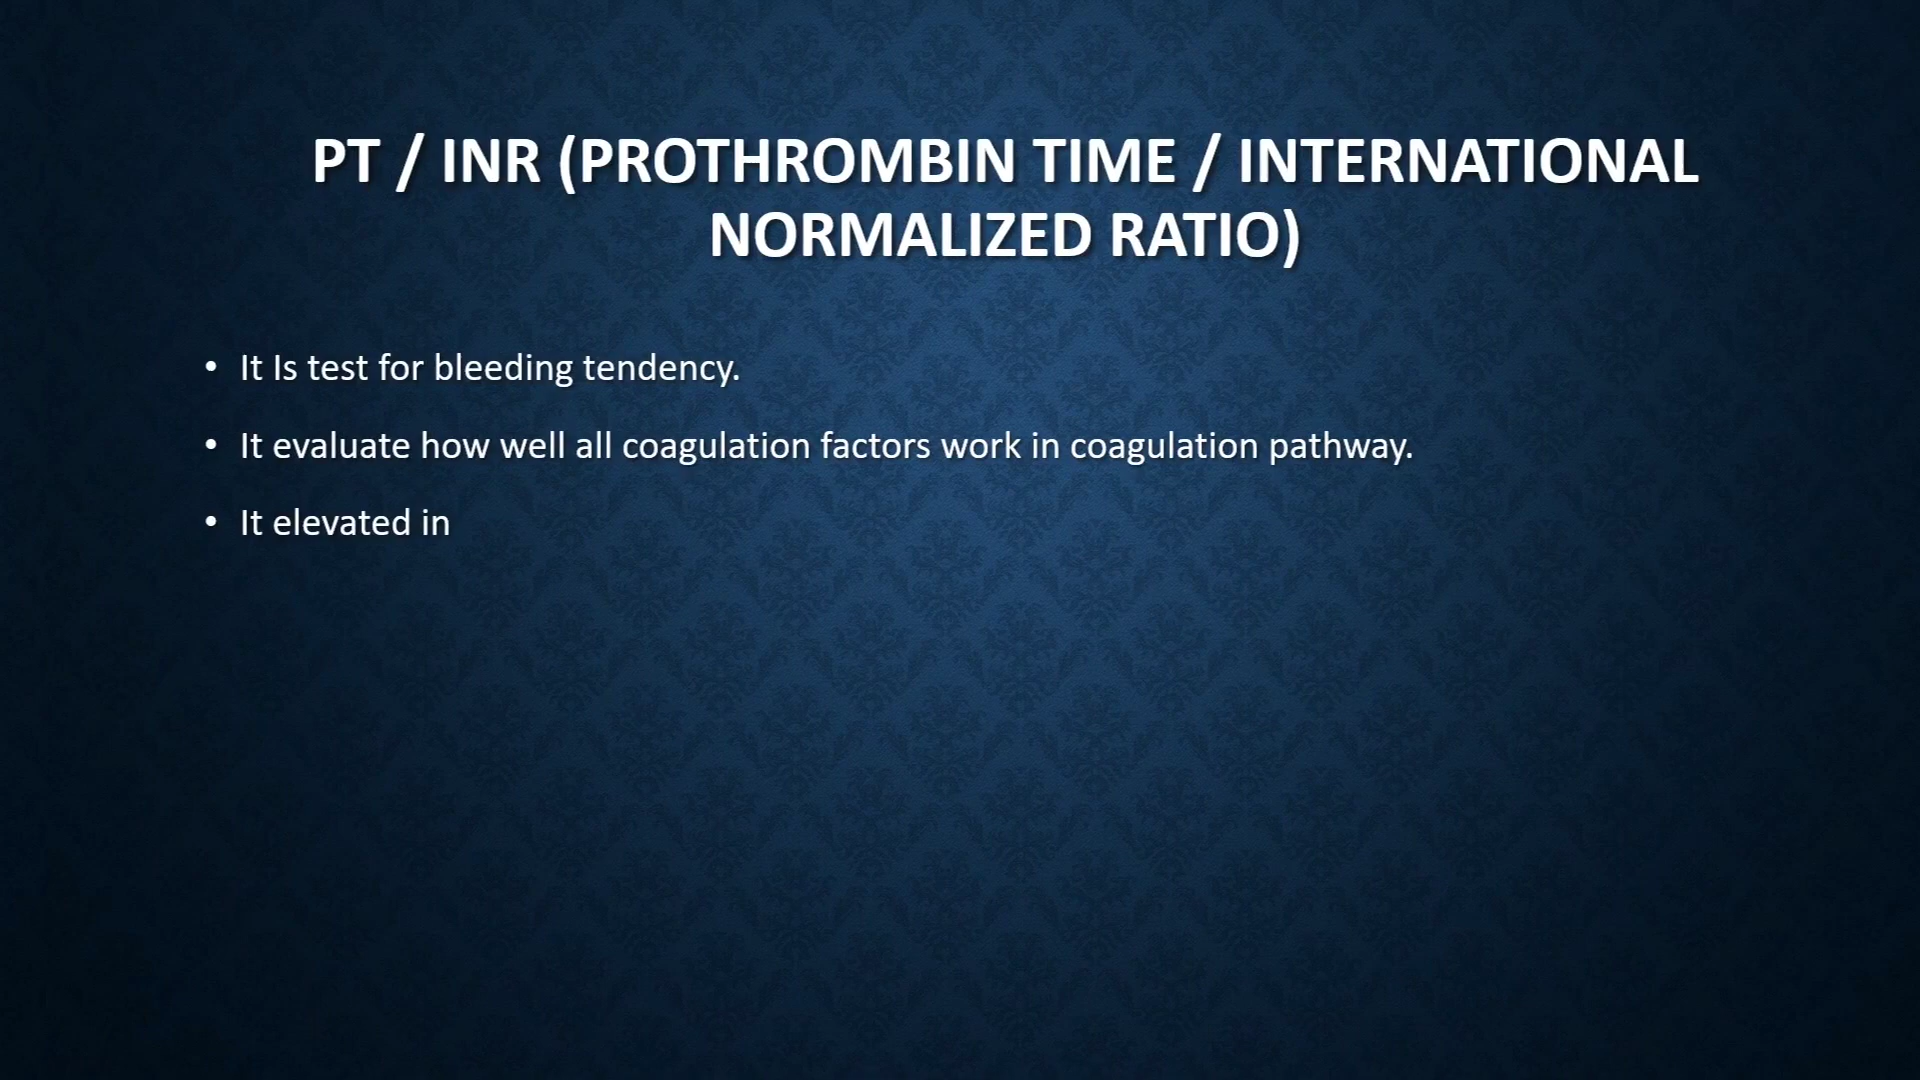 PT / INR (PROTHROMBIN TIME / INTERNATIONAL
NORMALIZED RATIO)
• It Is test for bleeding tendency.
• It evaluate how well all coagulation factors work in coagulation pathway.
• It elevated in